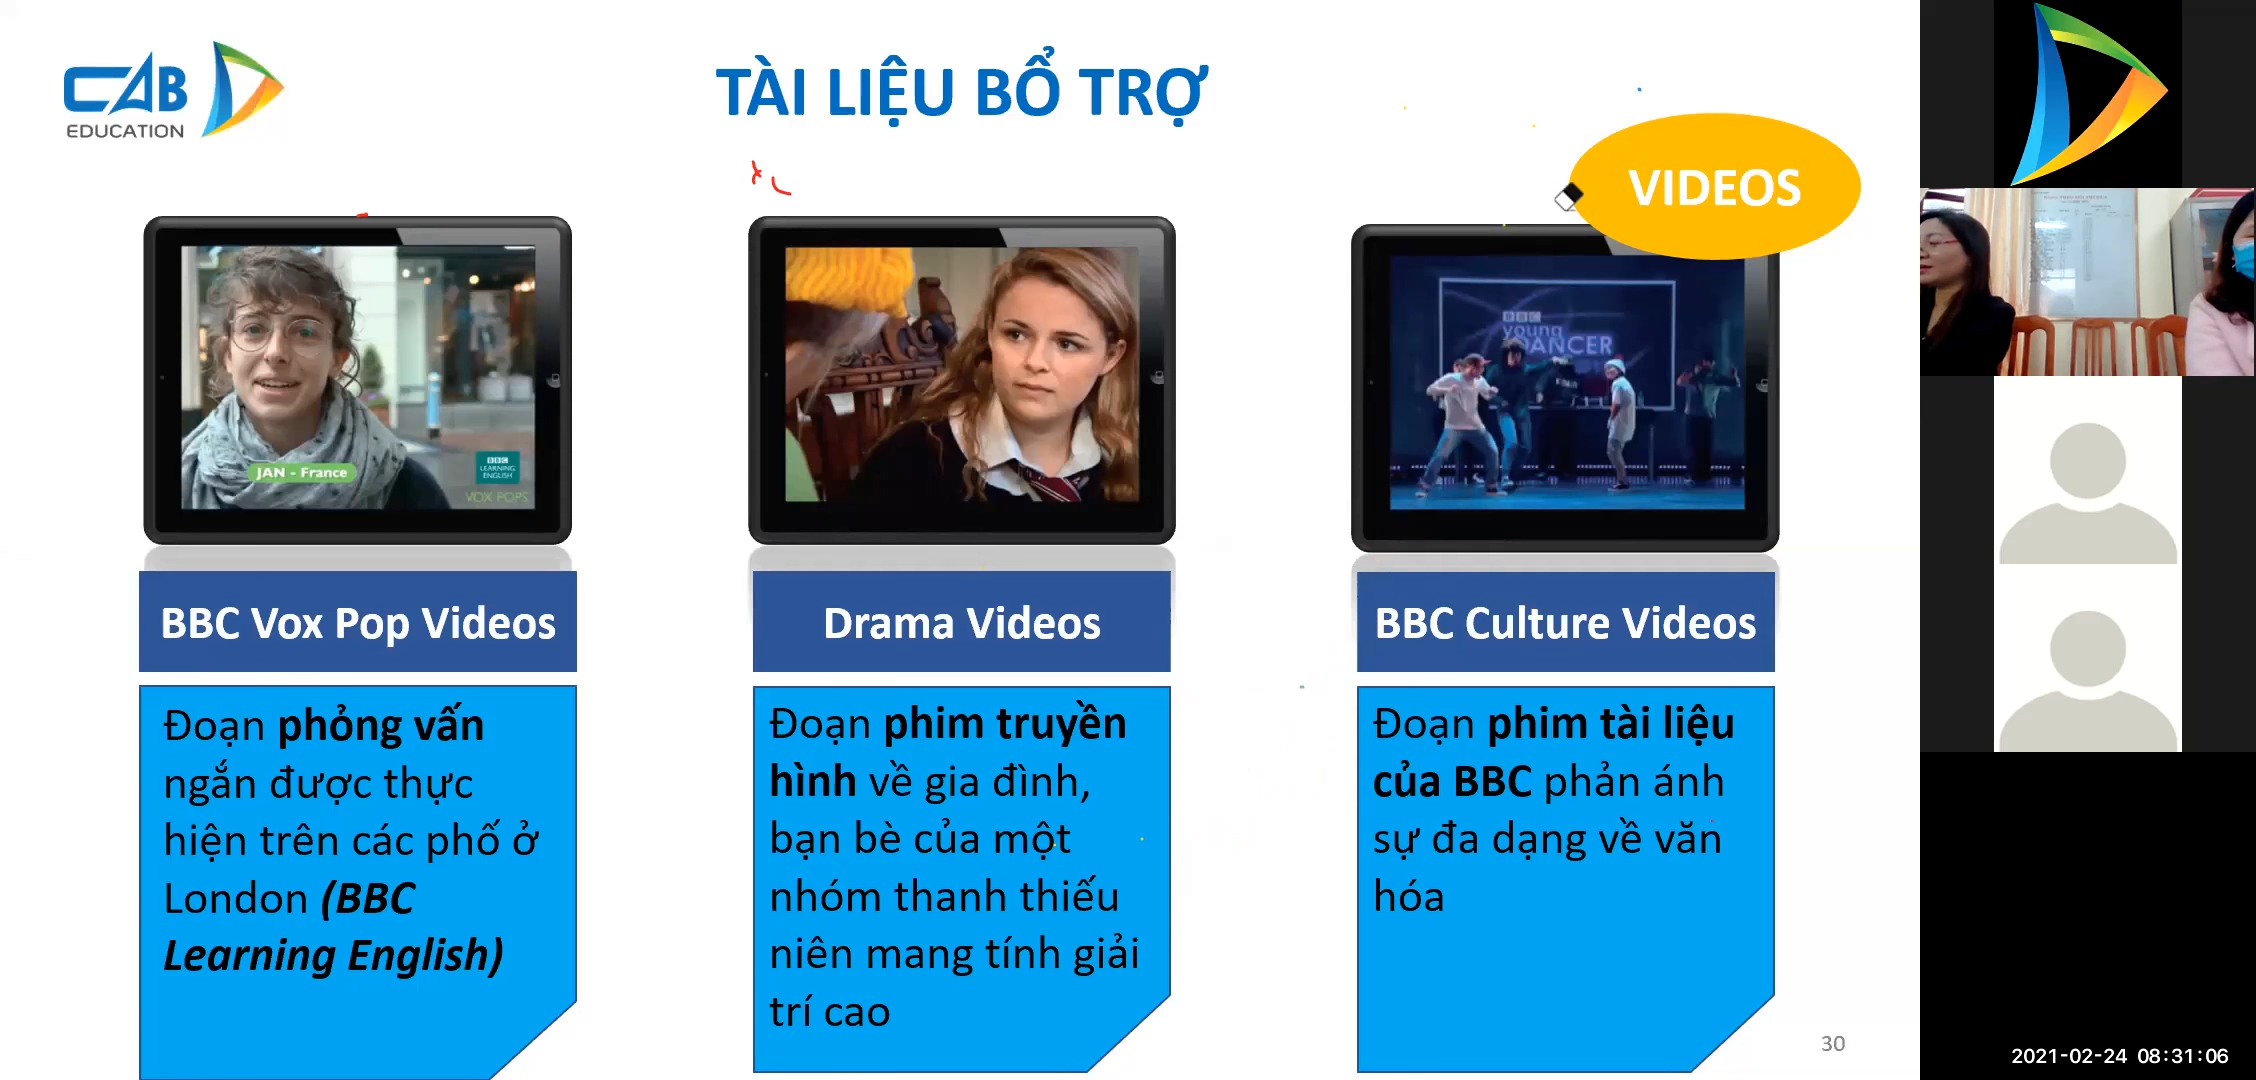 CAB
EDUCATION
TÀI LIỆU BỔ TRỢ
VIDEOS
JAN - France
BBC
LEARNING
ENGLISH
VOX POPS
BBC
young
DANCER
BBC Vox Pop Videos
Đoạn phỏng vấn
ngắn được thực
hiện trên các phố ở
London (BBC
Learning English)
Drama Videos
Đoạn phim truyền
hình về gia đình,
bạn bè của một
nhóm thanh thiếu
niên mang tính giải
trí cao
BBC Culture Videos
Đoạn phim tài liệu
của BBC phản ánh
sự đa dạng về văn
hóa
30
2021-02-24 08:31:06